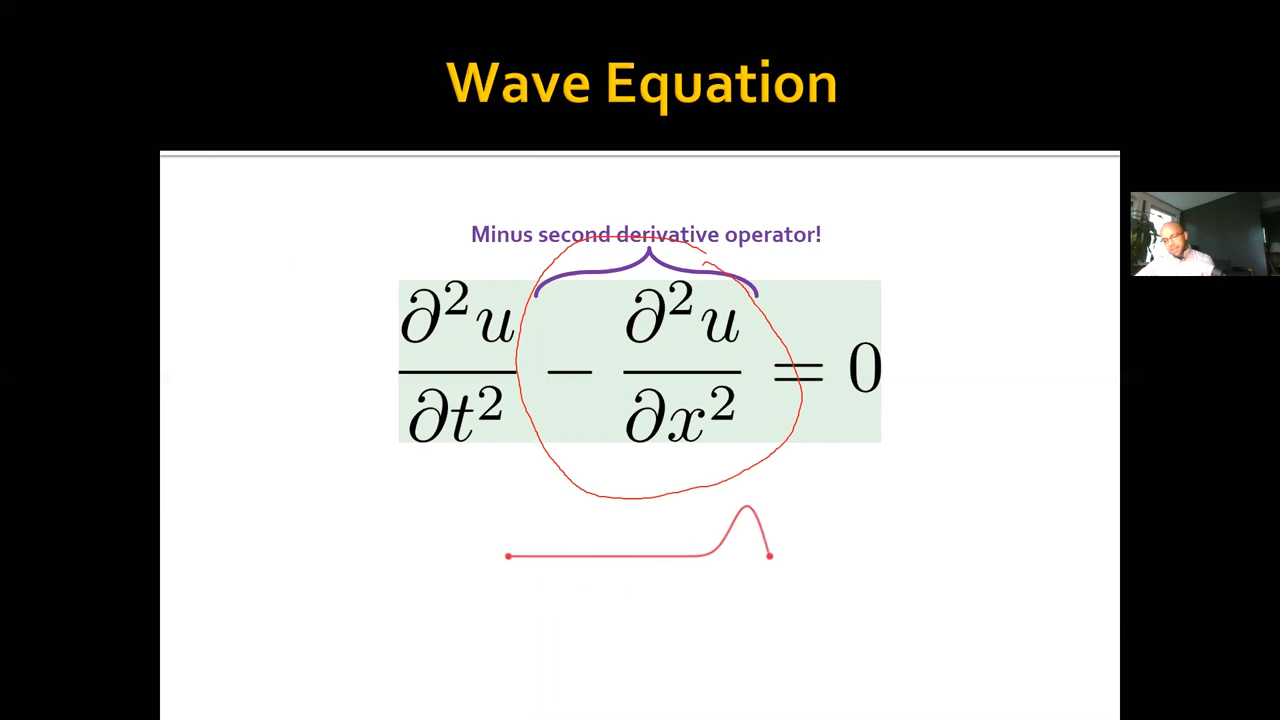 Wave Equation
Minus second derivative operator!
∂²u/∂t² − ∂²u/∂x² = 0